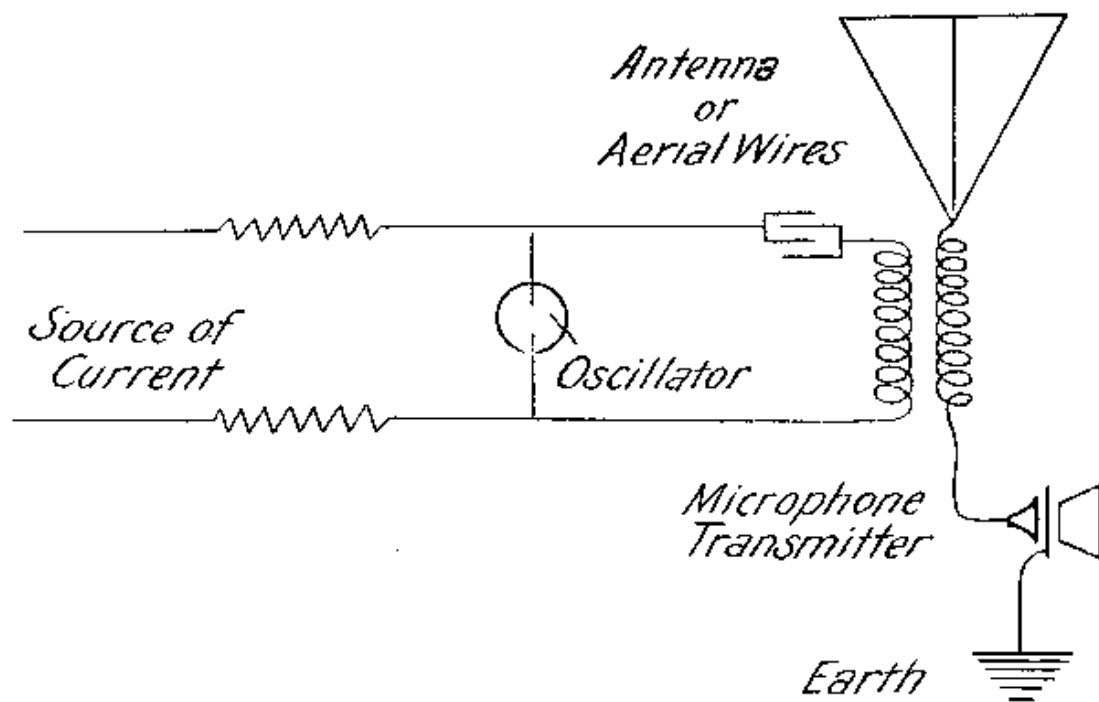 Antenna
or
Aerial Wires
Source of
Current
Oscillator
Microphone
Transmitter
Earth